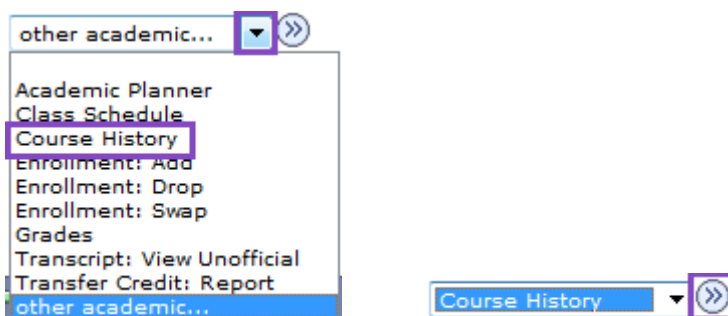 other academic...
Academic Planner
Class Schedule
Course History
Enrollment: Add
Enrollment: Drop
Enrollment: Swap
Grades
Transcript: View Unofficial
Transfer Credit: Report
other academic...
Course History